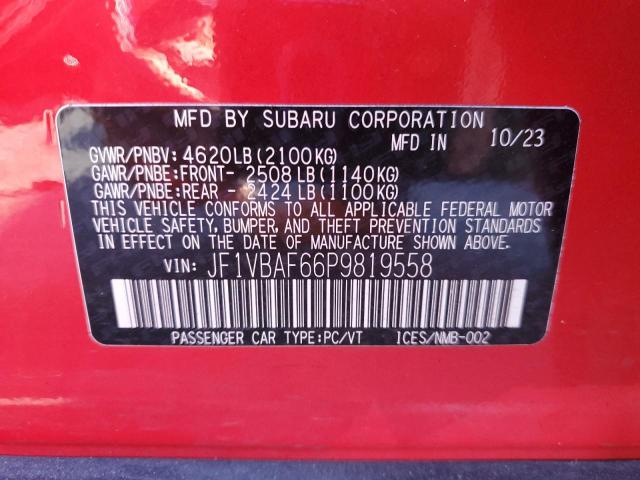 MFD BY SUBARU CORPORATION
MFD IN 10/23
GVWR/PNBV: 4620LB(2100KG)
GAWR/PNBE:FRONT- 2508LB(1140KG)
GAWR/PNBE:REAR - 2424LB(1100KG)
THIS VEHICLE CONFORMS TO ALL APPLICABLE FEDERAL MOTOR
VEHICLE SAFETY, BUMPER, AND THEFT PREVENTION STANDARDS
IN EFFECT ON THE DATE OF MANUFACTURE SHOWN ABOVE.
VIN: JF1VBAF66P9819558
PASSENGER CAR TYPE:PC/VT ICES/NMB-002